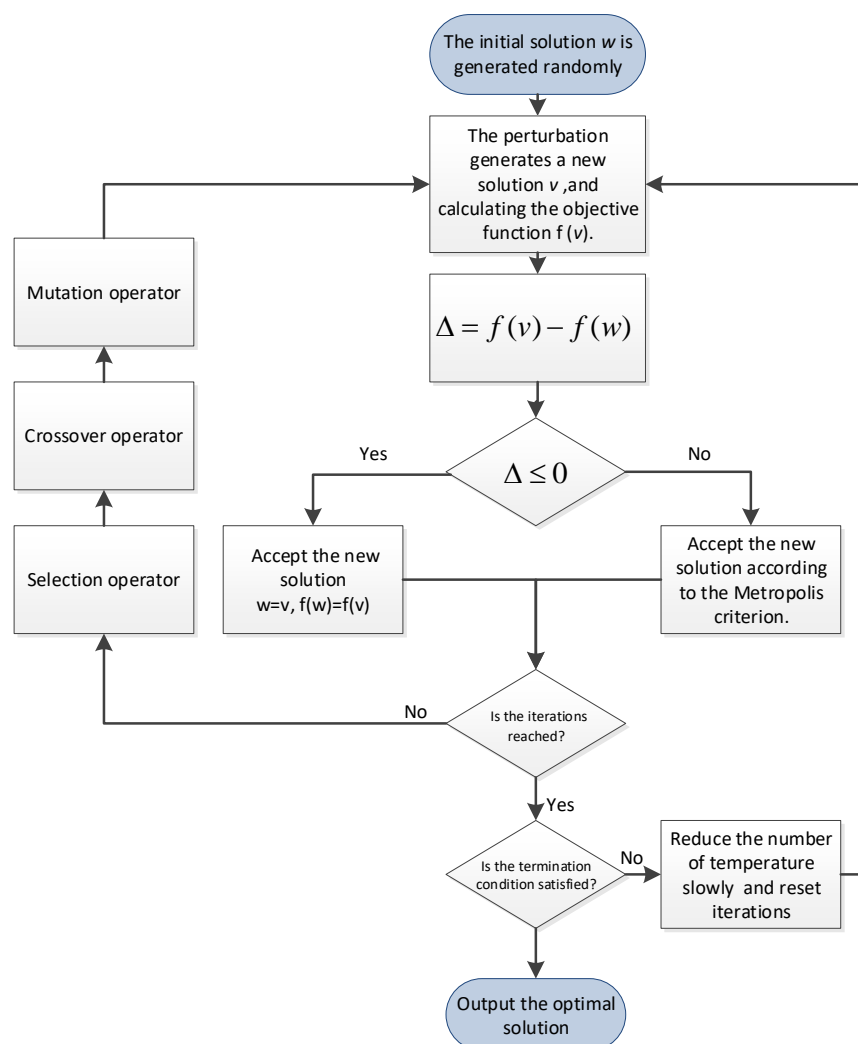 The initial solution w is
generated randomly
The perturbation
generates a new
solution v ,and
calculating the objective
function f (v).
Mutation operator
Δ = f(v) − f(w)
Crossover operator
Yes
No
Δ ≤ 0
Selection operator
Accept the new
solution
w=v, f(w)=f(v)
Accept the new
solution according
to the Metropolis
criterion.
No
Is the iterations
reached?
Yes
Is the termination
condition satisfied?
No
Reduce the number
of temperature
slowly and reset
iterations
Output the optimal
solution